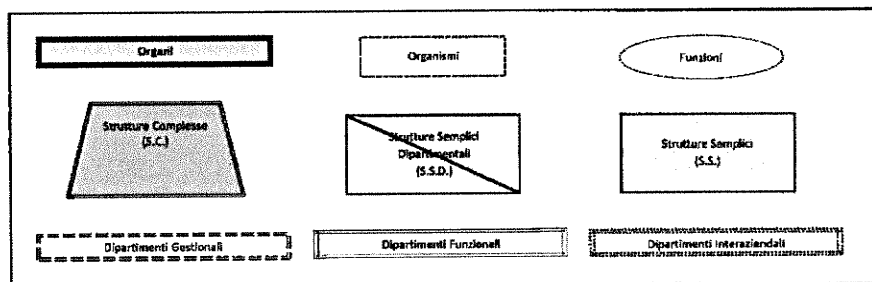 Organi
Organismi
Funzioni
Strutture Complesse
(S.C.)
Strutture Semplici
Dipartimentali
(S.S.D.)
Strutture Semplici
(S.S.)
Dipartimenti Gestionali
Dipartimenti Funzionali
Dipartimenti Interaziendali